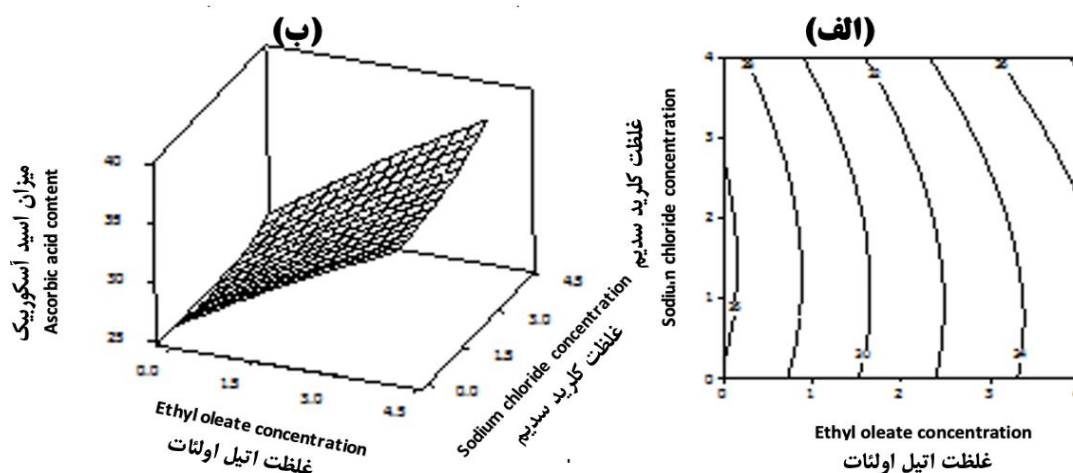 (ب)
میزان اسید آسکوربیک
Ascorbic acid content
40
35
30
25
0.0
1.5
3.0
4.5
Ethyl oleate concentration
غلظت اتیل اولئات
0.0
1.5
3.0
4.5
Sodium chloride concentration
غلظت کلرید سدیم
(الف)
غلظت کلرید سدیم
Sodium chloride concentration
4
3
2
1
0
30
34
0
1
2
3
Ethyl oleate concentration
غلظت اتیل اولئات